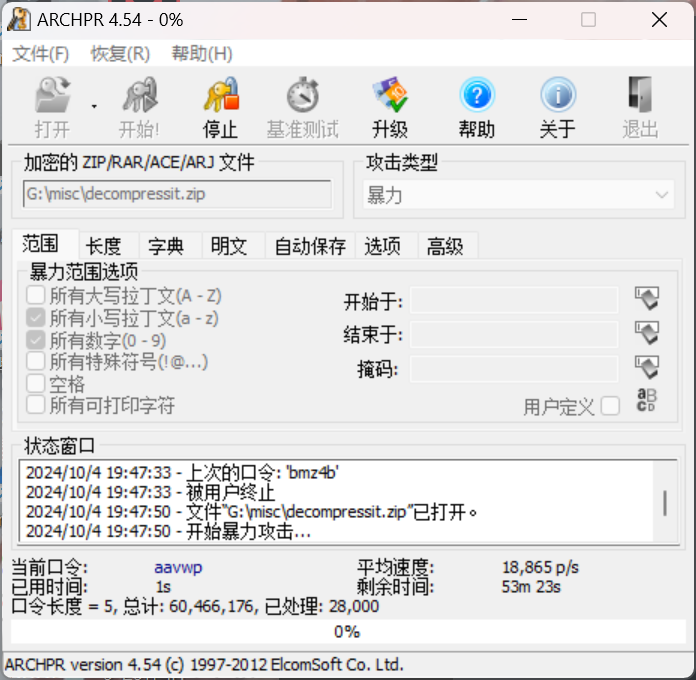 ARCHPR 4.54 - 0%
文件(F) 恢复(R) 帮助(H)
打开 开始! 停止 基准测试 升级 帮助 关于 退出
加密的 ZIP/RAR/ACE/ARJ 文件
攻击类型
G:\misc\decompressit.zip
暴力
范围 长度 字典 明文 自动保存 选项 高级
暴力范围选项
所有大写拉丁文(A - Z)
所有小写拉丁文(a - z)
所有数字(0 - 9)
所有特殊符号(!@...)
空格
所有可打印字符
开始于:
结束于:
掩码:
用户定义
状态窗口
2024/10/4 19:47:33 - 上次的口令: 'bmz4b'
2024/10/4 19:47:33 - 被用户终止
2024/10/4 19:47:50 - 文件"G:\misc\decompressit.zip"已打开。
2024/10/4 19:47:50 - 开始暴力攻击...
当前口令: aavwp 平均速度: 18,865 p/s
已用时间: 1s 剩余时间: 53m 23s
口令长度 = 5, 总计: 60,466,176, 已处理: 28,000
0%
ARCHPR version 4.54 (c) 1997-2012 ElcomSoft Co. Ltd.